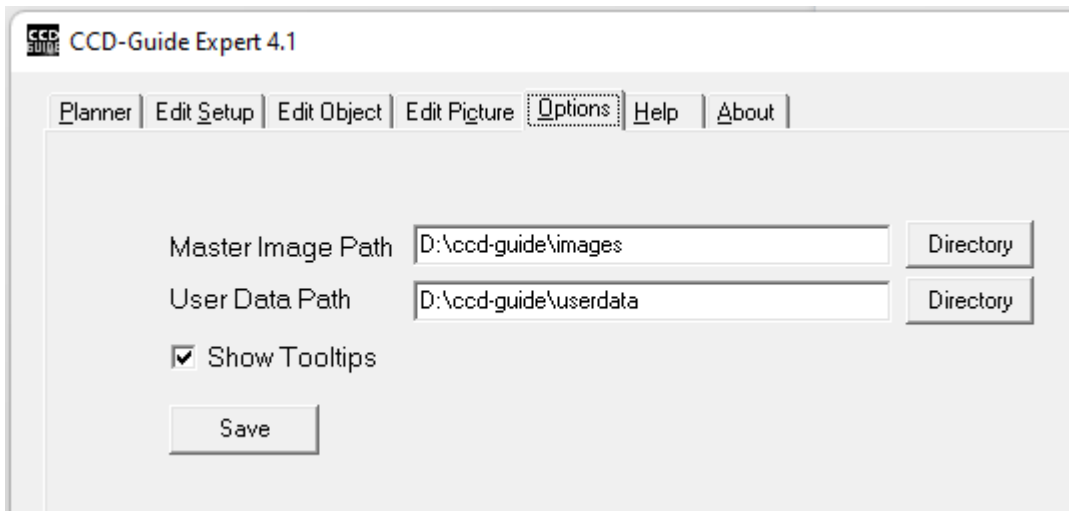 CCD GUIDE CCD-Guide Expert 4.1
Planner Edit Setup Edit Object Edit Picture Options Help About
Master Image Path D:\ccd-guide\images Directory
User Data Path D:\ccd-guide\userdata Directory
Show Tooltips
Save